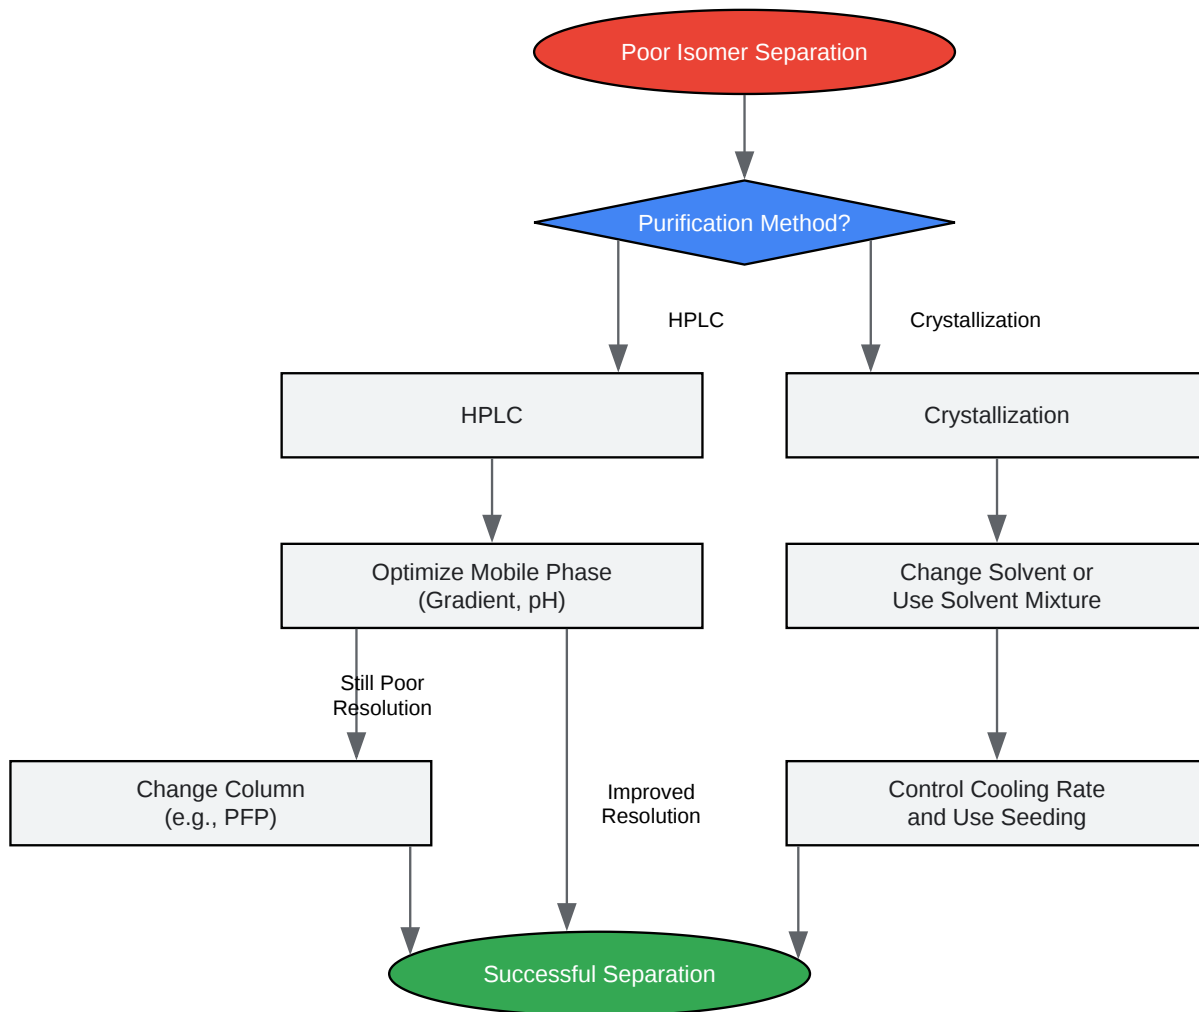 Poor Isomer Separation
Purification Method?
HPLC
Crystallization
HPLC
Crystallization
Optimize Mobile Phase
(Gradient, pH)
Change Solvent or
Use Solvent Mixture
Still Poor
Resolution
Change Column
(e.g., PFP)
Improved
Resolution
Control Cooling Rate
and Use Seeding
Successful Separation